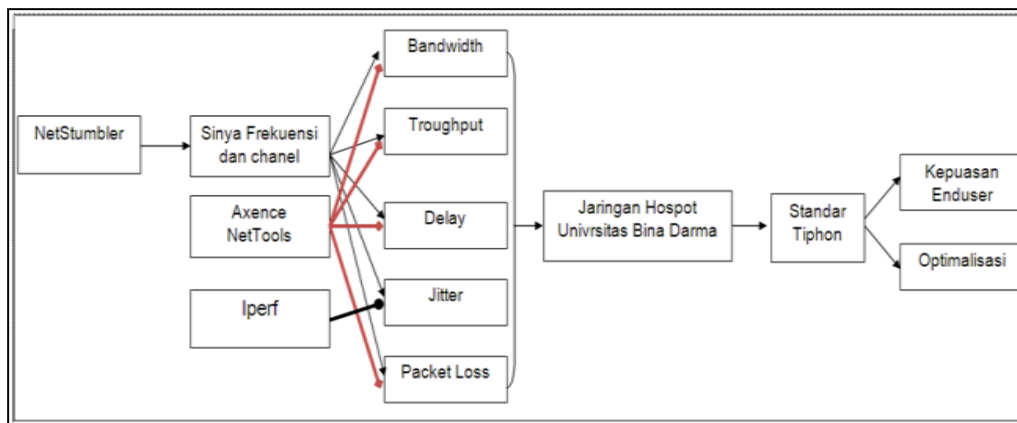 NetStumbler
Sinya Frekuensi
dan chanel
Axence
NetTools
Iperf
Bandwidth
Troughput
Delay
Jitter
Packet Loss
Jaringan Hospot
Univrsitas Bina Darma
Standar
Tiphon
Kepuasan
Enduser
Optimalisasi